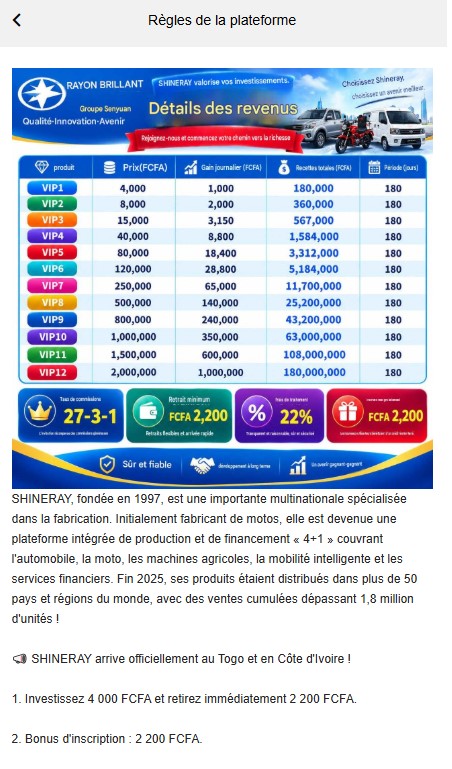 Règles de la plateforme
RAYON BRILLANT
Groupe Senyuan
Qualité-Innovation-Avenir
SHINERAY valorise vos investissements.
Choisissez Shineray,
choisissez un avenir meilleur
Détails des revenus
Rejoignez-nous et commencez votre chemin vers la richesse
produit Prix(FCFA) Gain journalier (FCFA) Recettes totales (FCFA) Période (jours)
VIP1 4,000 1,000 180,000 180
VIP2 8,000 2,000 360,000 180
VIP3 15,000 3,150 567,000 180
VIP4 40,000 8,800 1,584,000 180
VIP5 80,000 18,400 3,312,000 180
VIP6 120,000 28,800 5,184,000 180
VIP7 250,000 65,000 11,700,000 180
VIP8 500,000 140,000 25,200,000 180
VIP9 800,000 240,000 43,200,000 180
VIP10 1,000,000 350,000 63,000,000 180
VIP11 1,500,000 600,000 108,000,000 180
VIP12 2,000,000 1,000,000 180,000,000 180
Taux de commissions
27-3-1
Retrait minimum
FCFA 2,200
Retraits flexibles et arrivée rapide
Frais de traitement
22%
Transparent et raisonnable, sûr et sécurisé
FCFA 2,200
Sûr et fiable
développement à long terme
Un avenir gagnant-gagnant
SHINERAY, fondée en 1997, est une importante multinationale spécialisée
dans la fabrication. Initialement fabricant de motos, elle est devenue une
plateforme intégrée de production et de financement « 4+1 » couvrant
l'automobile, la moto, les machines agricoles, la mobilité intelligente et les
services financiers. Fin 2025, ses produits étaient distribués dans plus de 50
pays et régions du monde, avec des ventes cumulées dépassant 1,8 million
d'unités !
📢 SHINERAY arrive officiellement au Togo et en Côte d'Ivoire !
1. Investissez 4 000 FCFA et retirez immédiatement 2 200 FCFA.
2. Bonus d'inscription : 2 200 FCFA.